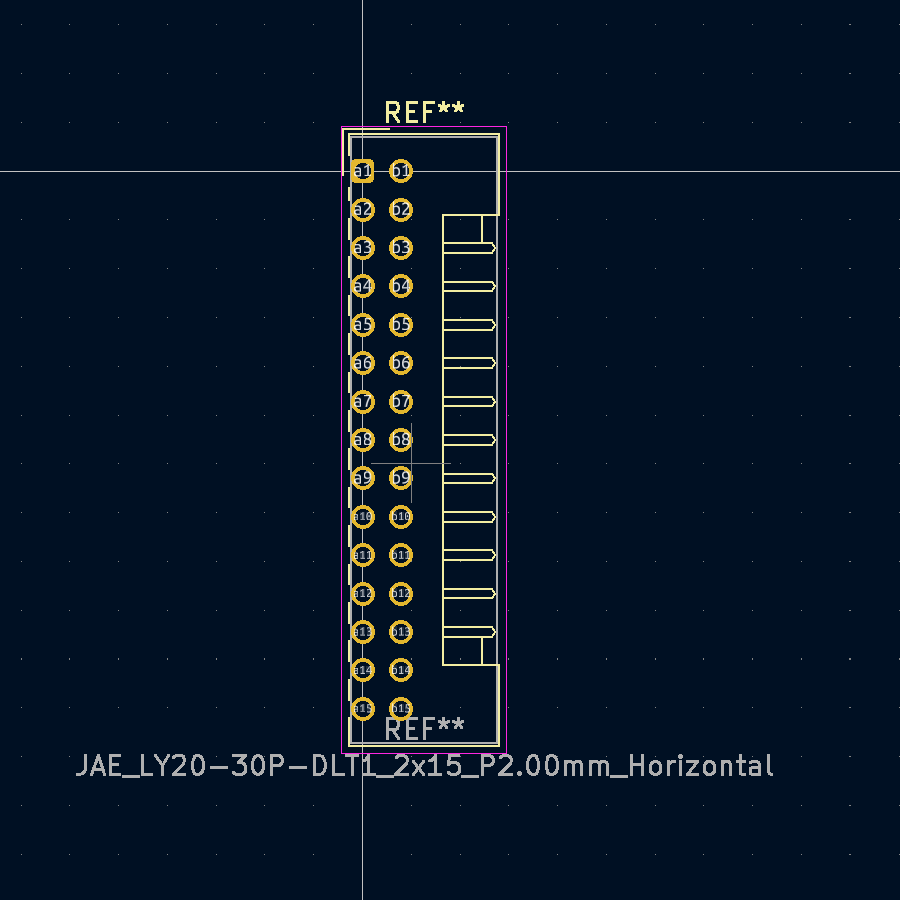 REF**
a1 b1
a2 b2
a3 b3
a4 b4
a5 b5
a6 b6
a7 b7
a8 b8
a9 b9
a10 b10
a11 b11
a12 b12
a13 b13
a14 b14
a15 b15
REF**
JAE_LY20-30P-DLT1_2x15_P2.00mm_Horizontal